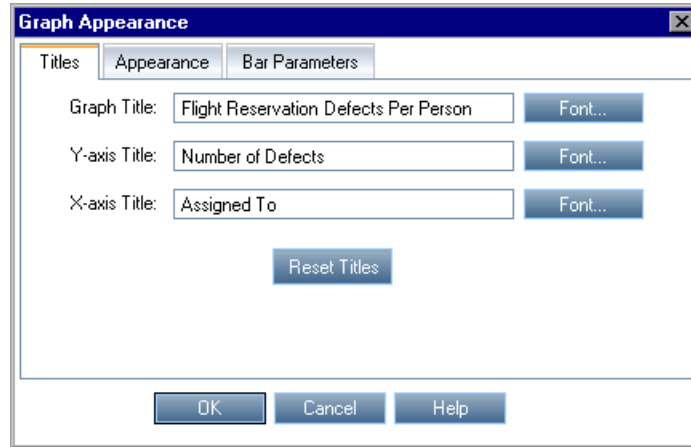 Graph Appearance
Titles Appearance Bar Parameters
Graph Title: Flight Reservation Defects Per Person Font...
Y-axis Title: Number of Defects Font...
X-axis Title: Assigned To Font...
Reset Titles
OK Cancel Help